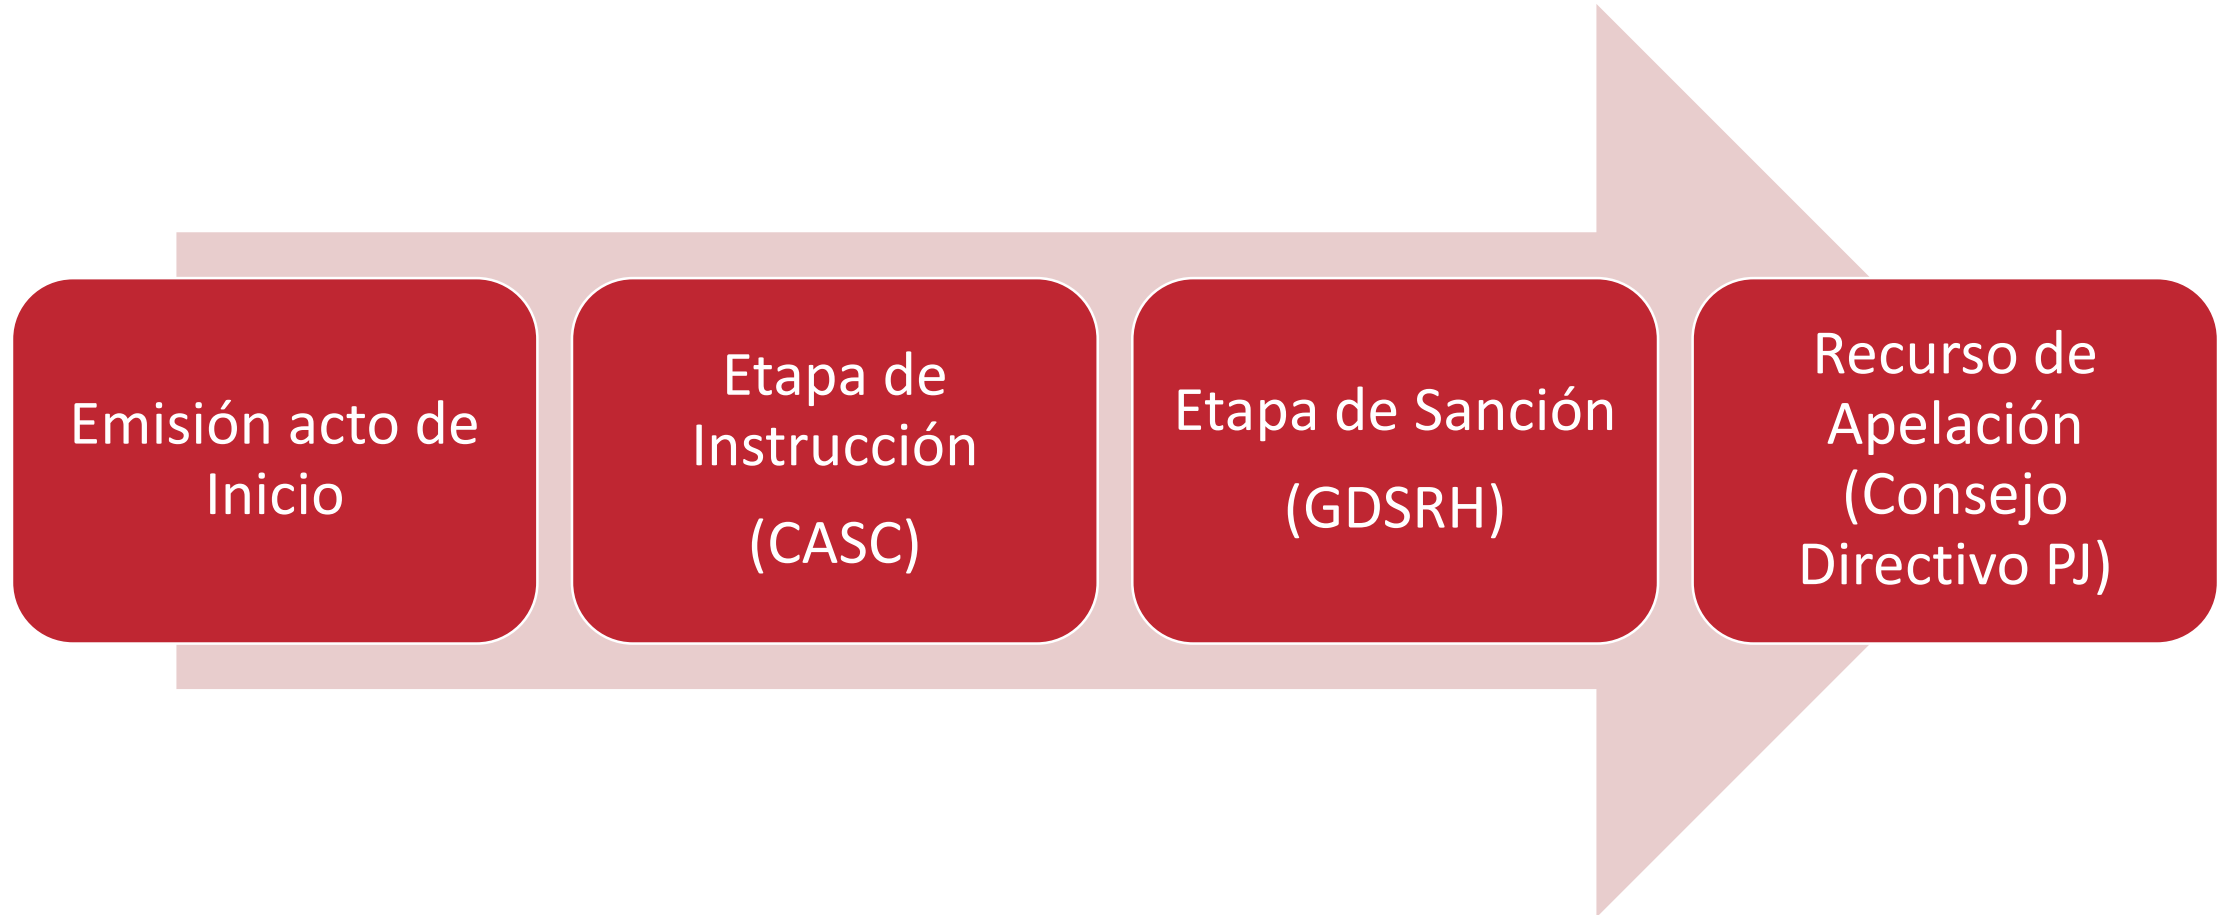 Emisión acto de
Inicio
Etapa de
Instrucción
(CASC)
Etapa de Sanción
(GDSRH)
Recurso de
Apelación
(Consejo
Directivo PJ)